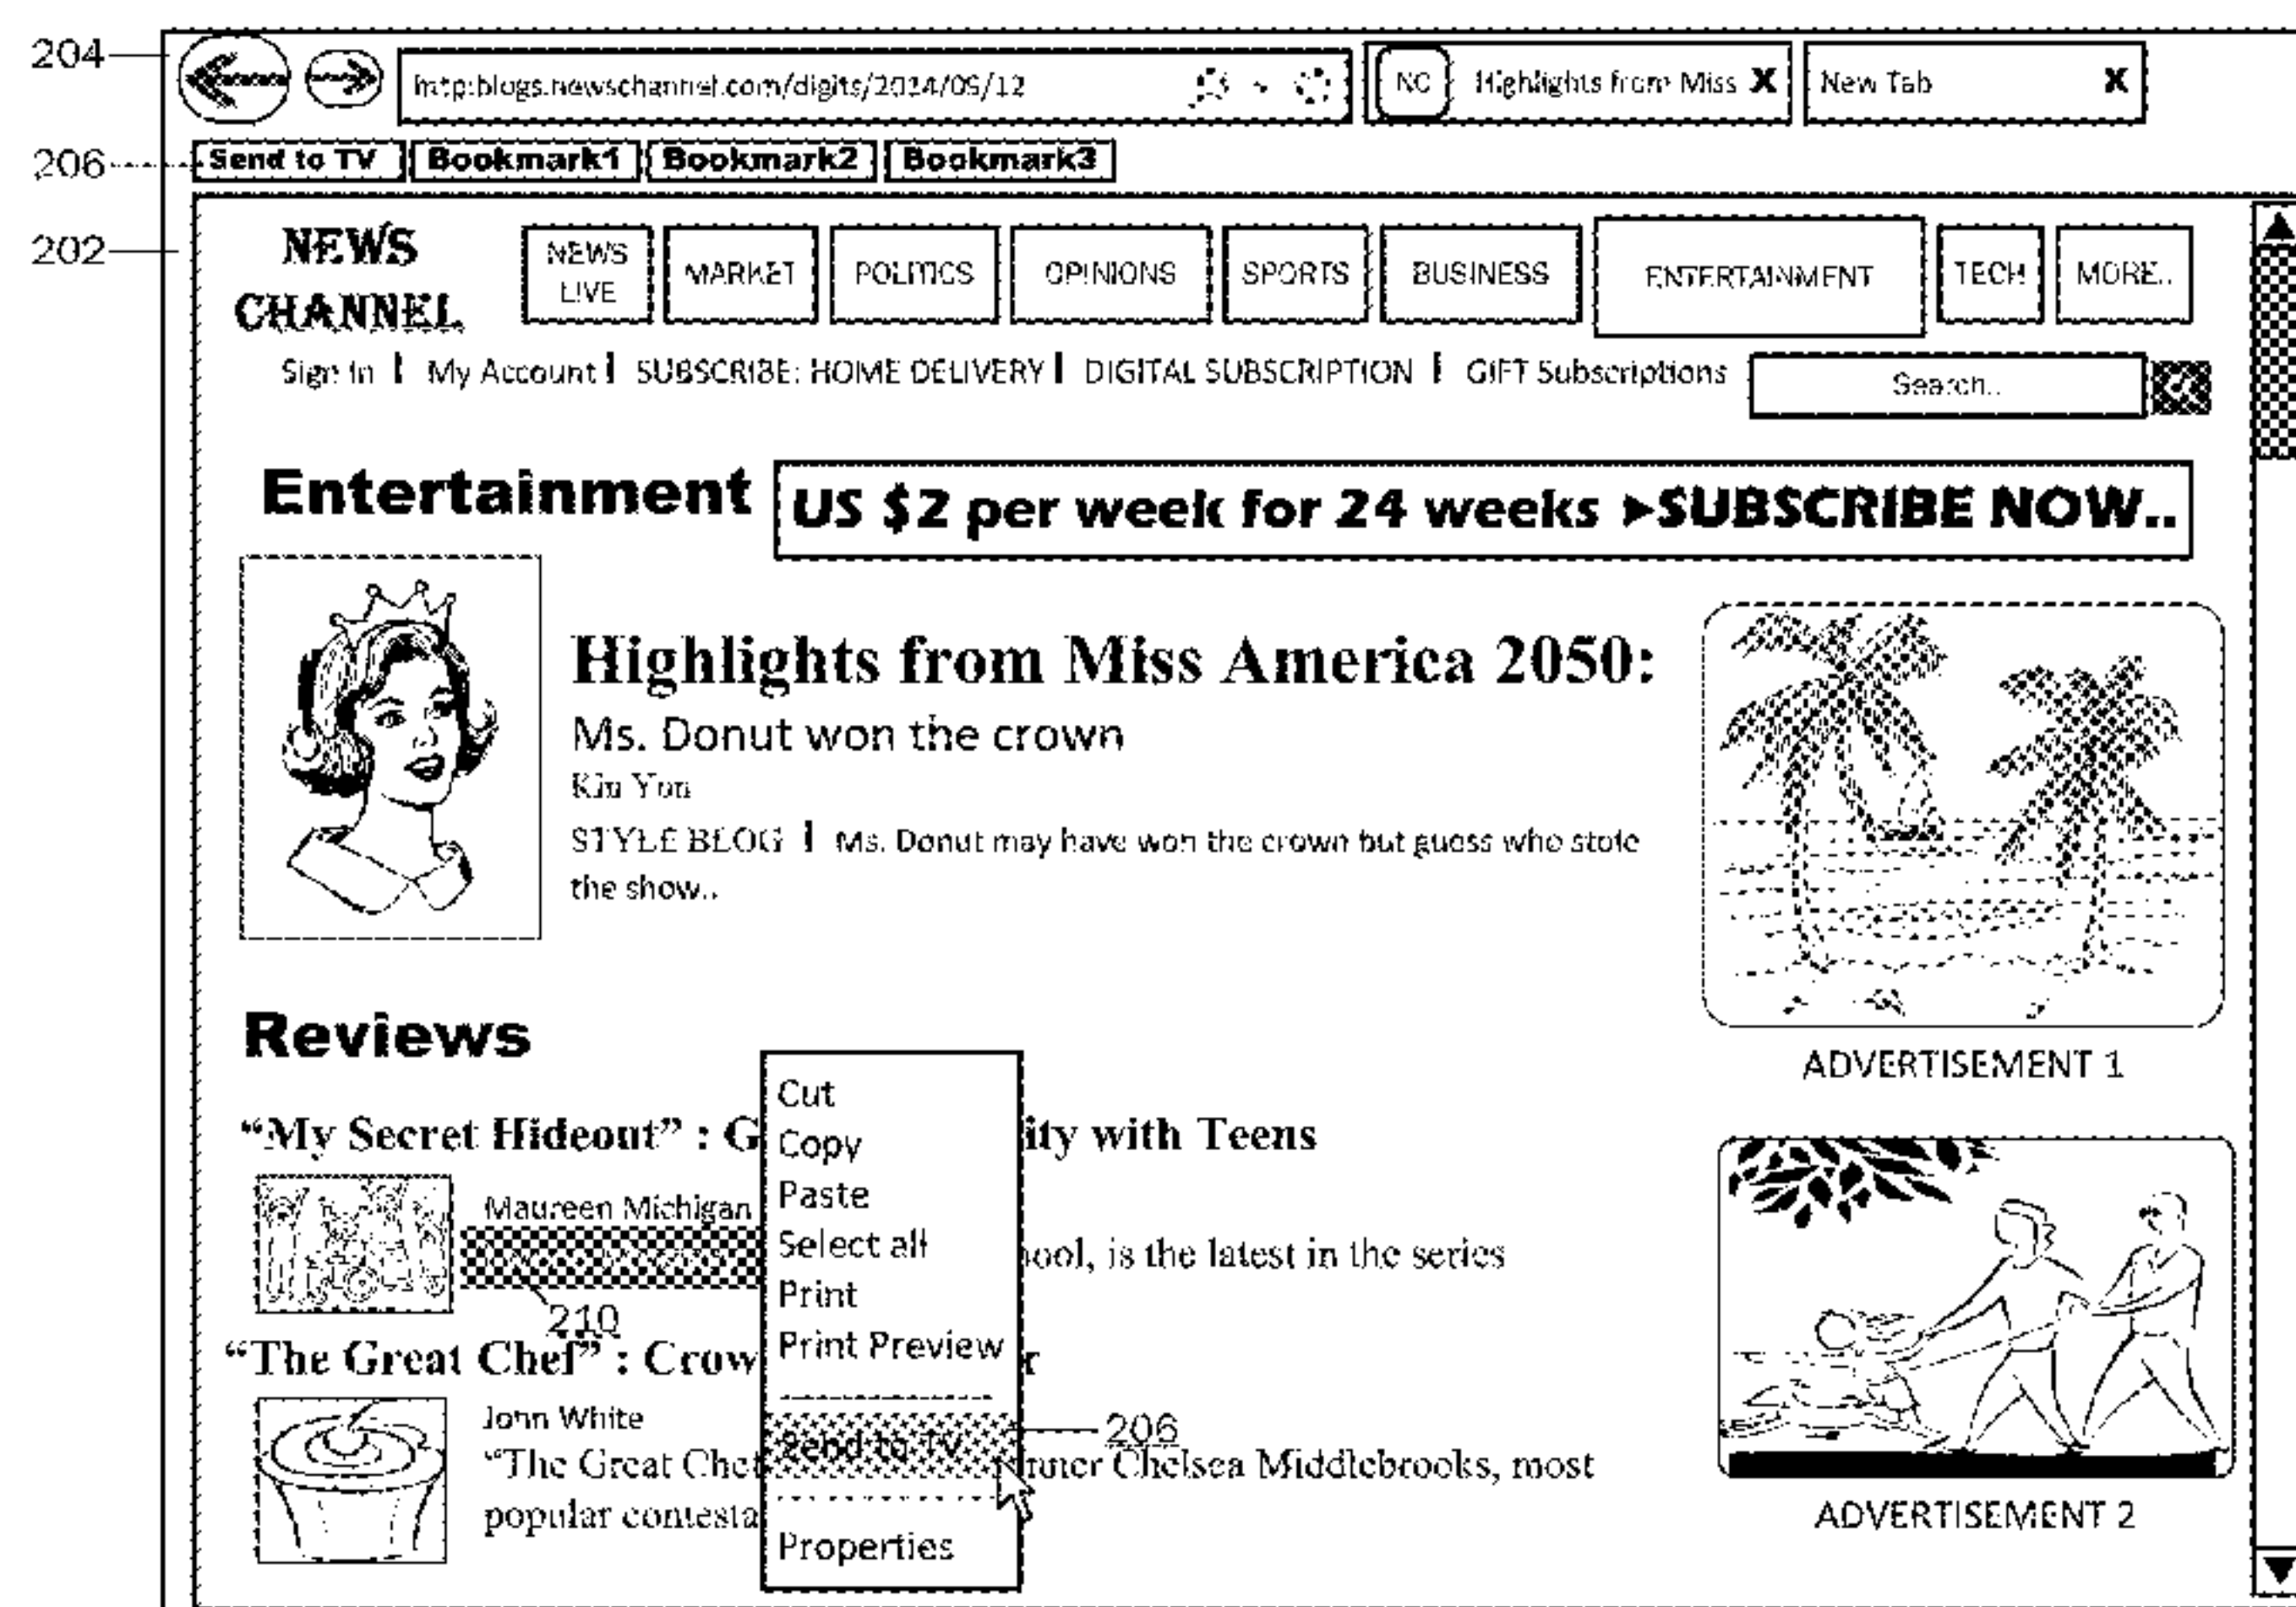 204
http:blogs.newschannel.com/digits/2014/09/12
NC Highlights from Miss X
New Tab X
206
Send to TV Bookmark1 Bookmark2 Bookmark3
202
NEWS CHANNEL
NEWS LIVE MARKET POLITICS OPINIONS SPORTS BUSINESS ENTERTAINMENT TECH MORE..
Sign In | My Account | SUBSCRIBE: HOME DELIVERY | DIGITAL SUBSCRIPTION | GIFT Subscriptions
Search..
Entertainment
US $2 per week for 24 weeks ►SUBSCRIBE NOW..
Highlights from Miss America 2050:
Ms. Donut won the crown
Kin Yun
STYLE BLOG | Ms. Donut may have won the crown but guess who stole
the show..
ADVERTISEMENT 1
Reviews
“My Secret Hideout” : G ity with Teens
Maureen Michigan
ool, is the latest in the series
210
“The Great Chef” : Crow r
John White
“The Great Chef Chelsea Middlebrooks, most
popular contesta
Cut
Copy
Paste
Select all
Print
Print Preview
Send to TV
206
Properties
ADVERTISEMENT 2